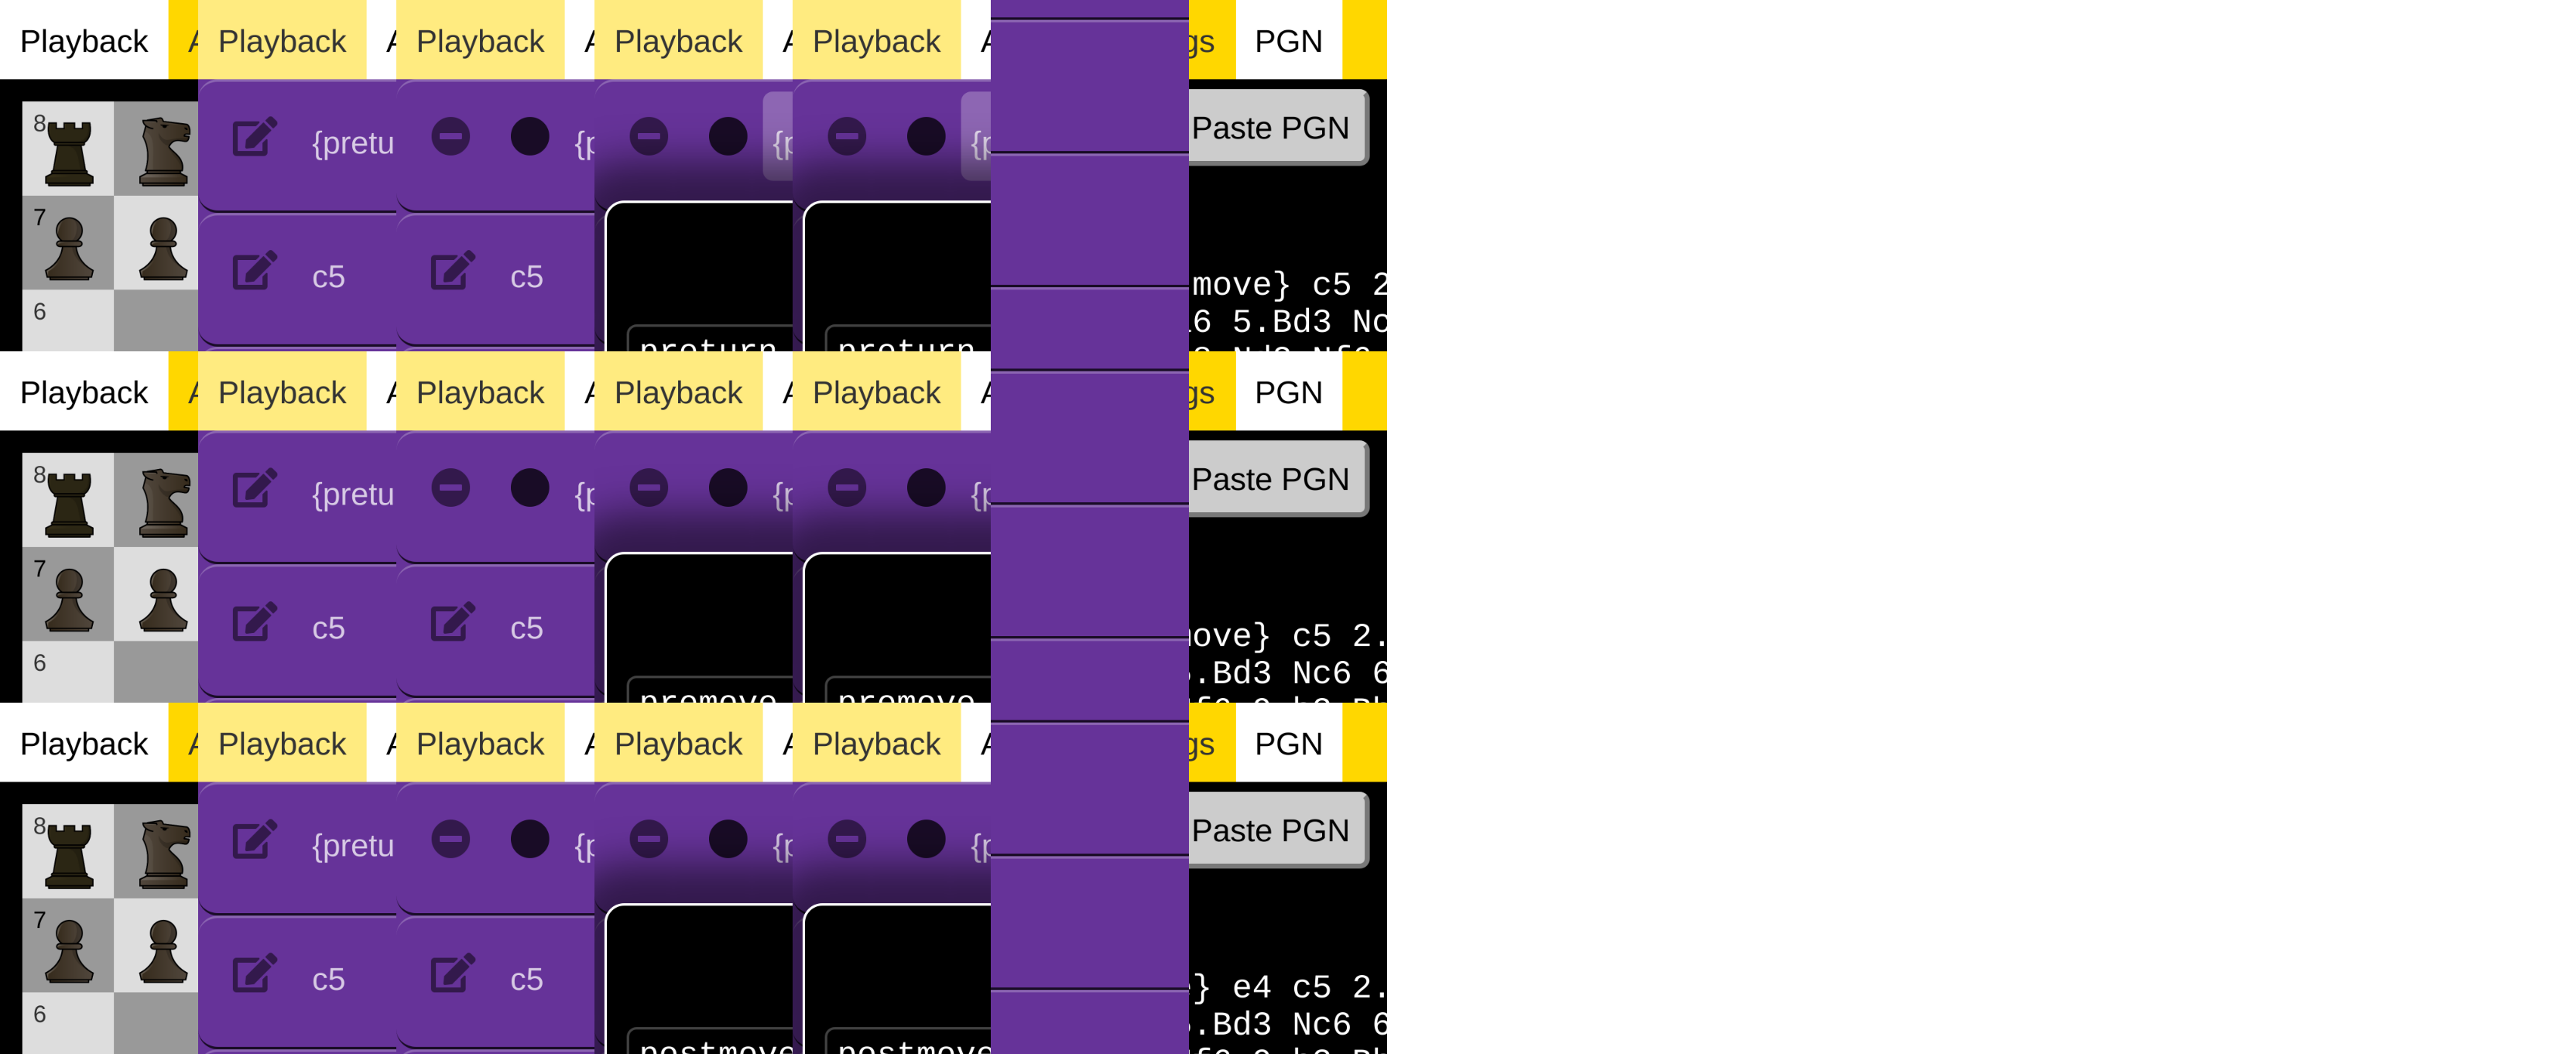 Playback A Playback A Playback A Playback A Playback A gs PGN
8 {pretu {p {p {p Paste PGN
7 c5 c5 move} c5 2
6 preturn preturn 6 5.Bd3 Nc
Playback A Playback A Playback A Playback A Playback A gs PGN
8 {pretu {p {p {p Paste PGN
7 c5 c5 ove} c5 2.
6 premove premove .Bd3 Nc6 6
Playback A Playback A Playback A Playback A Playback A gs PGN
8 {pretu {p {p {p Paste PGN
7 c5 c5 } e4 c5 2.
6 postmove postmove .Bd3 Nc6 6